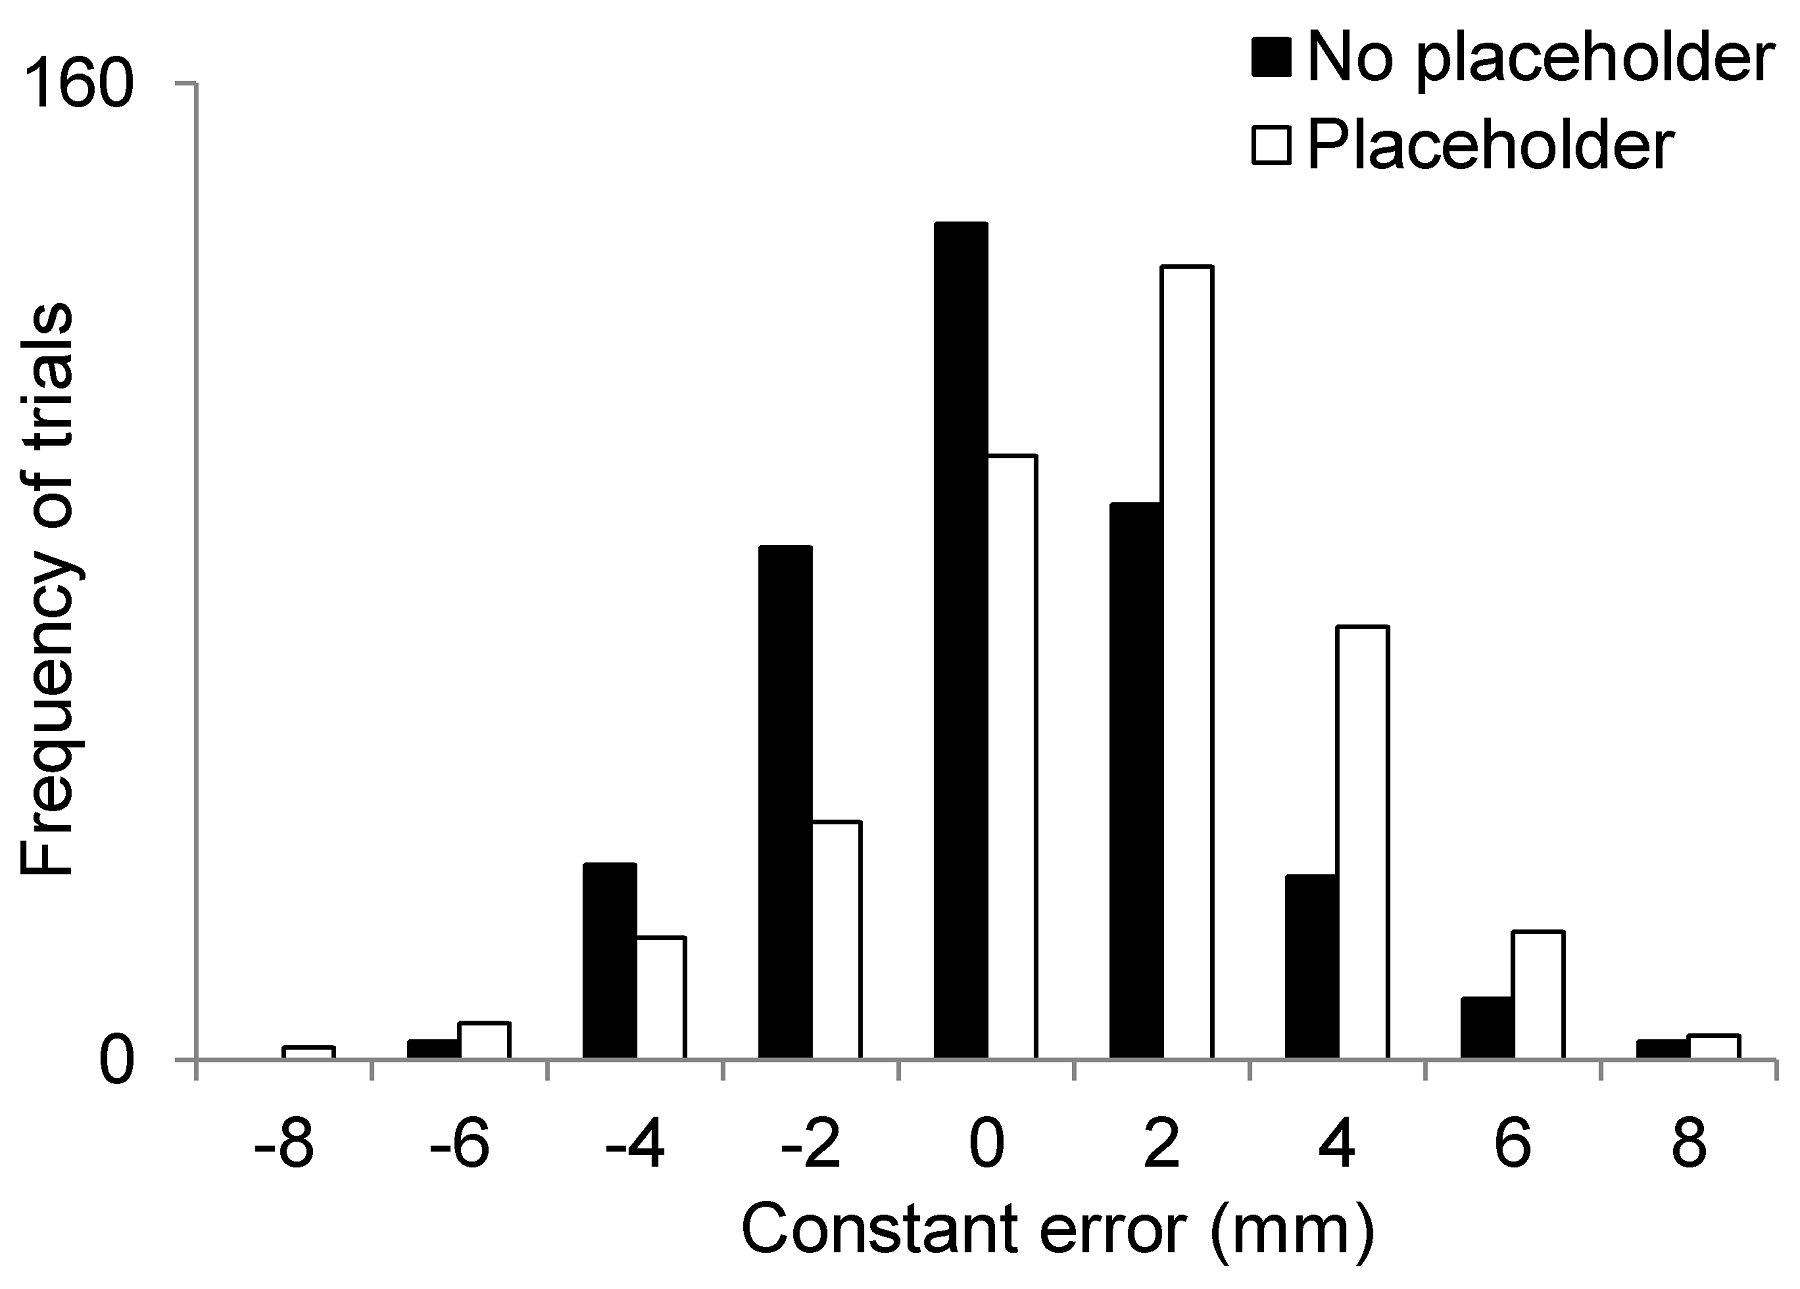 No placeholder
Placeholder
160
Frequency of trials
0
-8 -6 -4 -2 0 2 4 6 8
Constant error (mm)